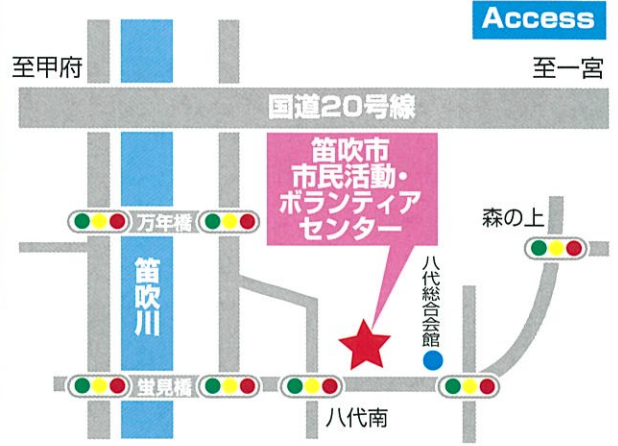 Access
至甲府
至一宮
国道20号線
笛吹市
市民活動・
ボランティア
センター
万年橋
森の上
笛吹川
八代総合会館
蛍見橋
八代南